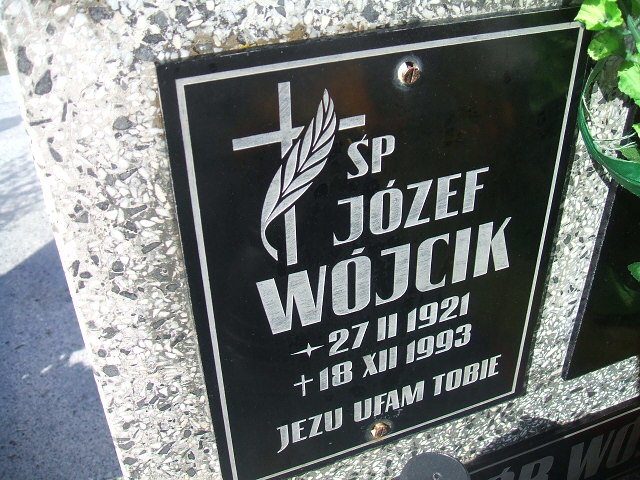 ŚP
JÓZEF
WÓJCIK
27 II 1921
18 XII 1993
JEZU UFAM TOBIE